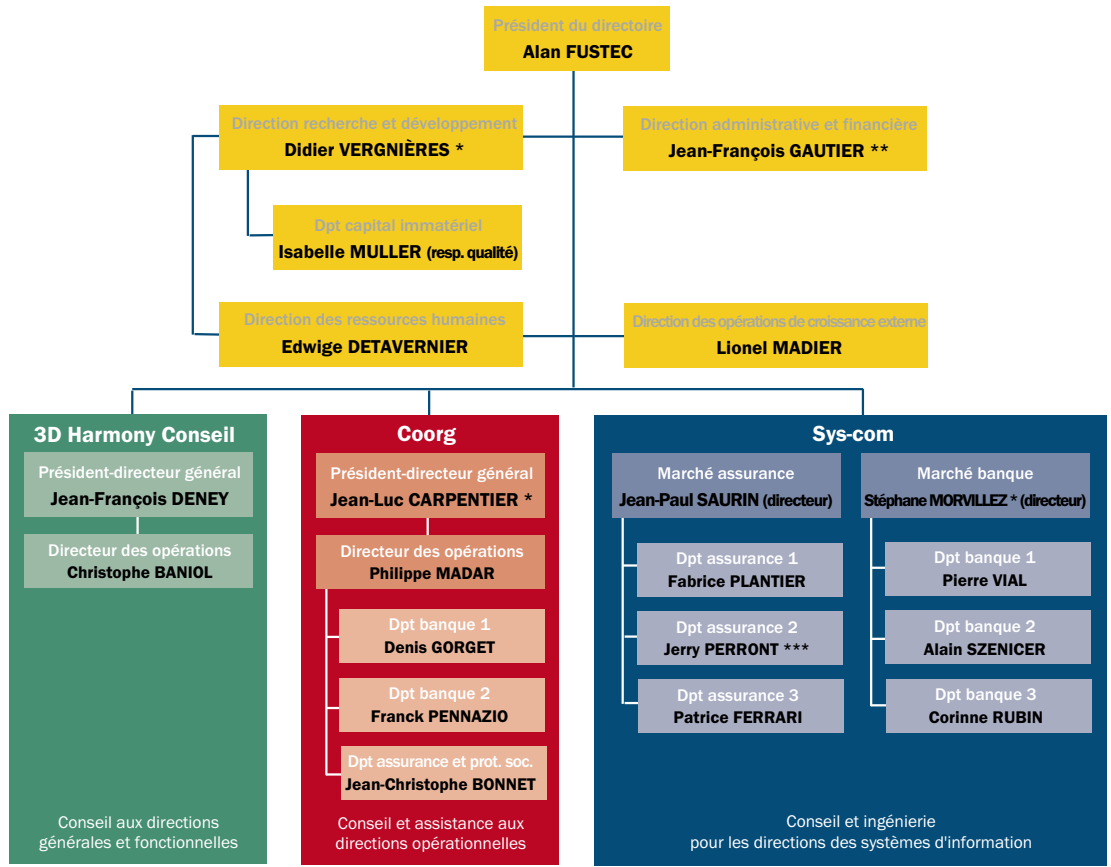 Président du directoire
Alan FUSTEC
Direction recherche et développement
Didier VERGNIÈRES *
Direction administrative et financière
Jean-François GAUTIER **
Dpt capital immatériel
Isabelle MULLER (resp. qualité)
Direction des ressources humaines
Edwige DETAVERNIER
Direction des opérations de croissance externe
Lionel MADIER
3D Harmony Conseil
Président-directeur général
Jean-François DENEY
Directeur des opérations
Christophe BANIOL
Conseil aux directions
générales et fonctionnelles
Coorg
Président-directeur général
Jean-Luc CARPENTIER *
Directeur des opérations
Philippe MADAR
Dpt banque 1
Denis GORGET
Dpt banque 2
Franck PENNAZIO
Dpt assurance et prot. soc.
Jean-Christophe BONNET
Conseil et assistance aux
directions opérationnelles
Sys-com
Marché assurance
Jean-Paul SAURIN (directeur)
Dpt assurance 1
Fabrice PLANTIER
Dpt assurance 2
Jerry PERRONT ***
Dpt assurance 3
Patrice FERRARI
Marché banque
Stéphane MORVILLEZ * (directeur)
Dpt banque 1
Pierre VIAL
Dpt banque 2
Alain SZENICER
Dpt banque 3
Corinne RUBIN
Conseil et ingénierie
pour les directions des systèmes d'information